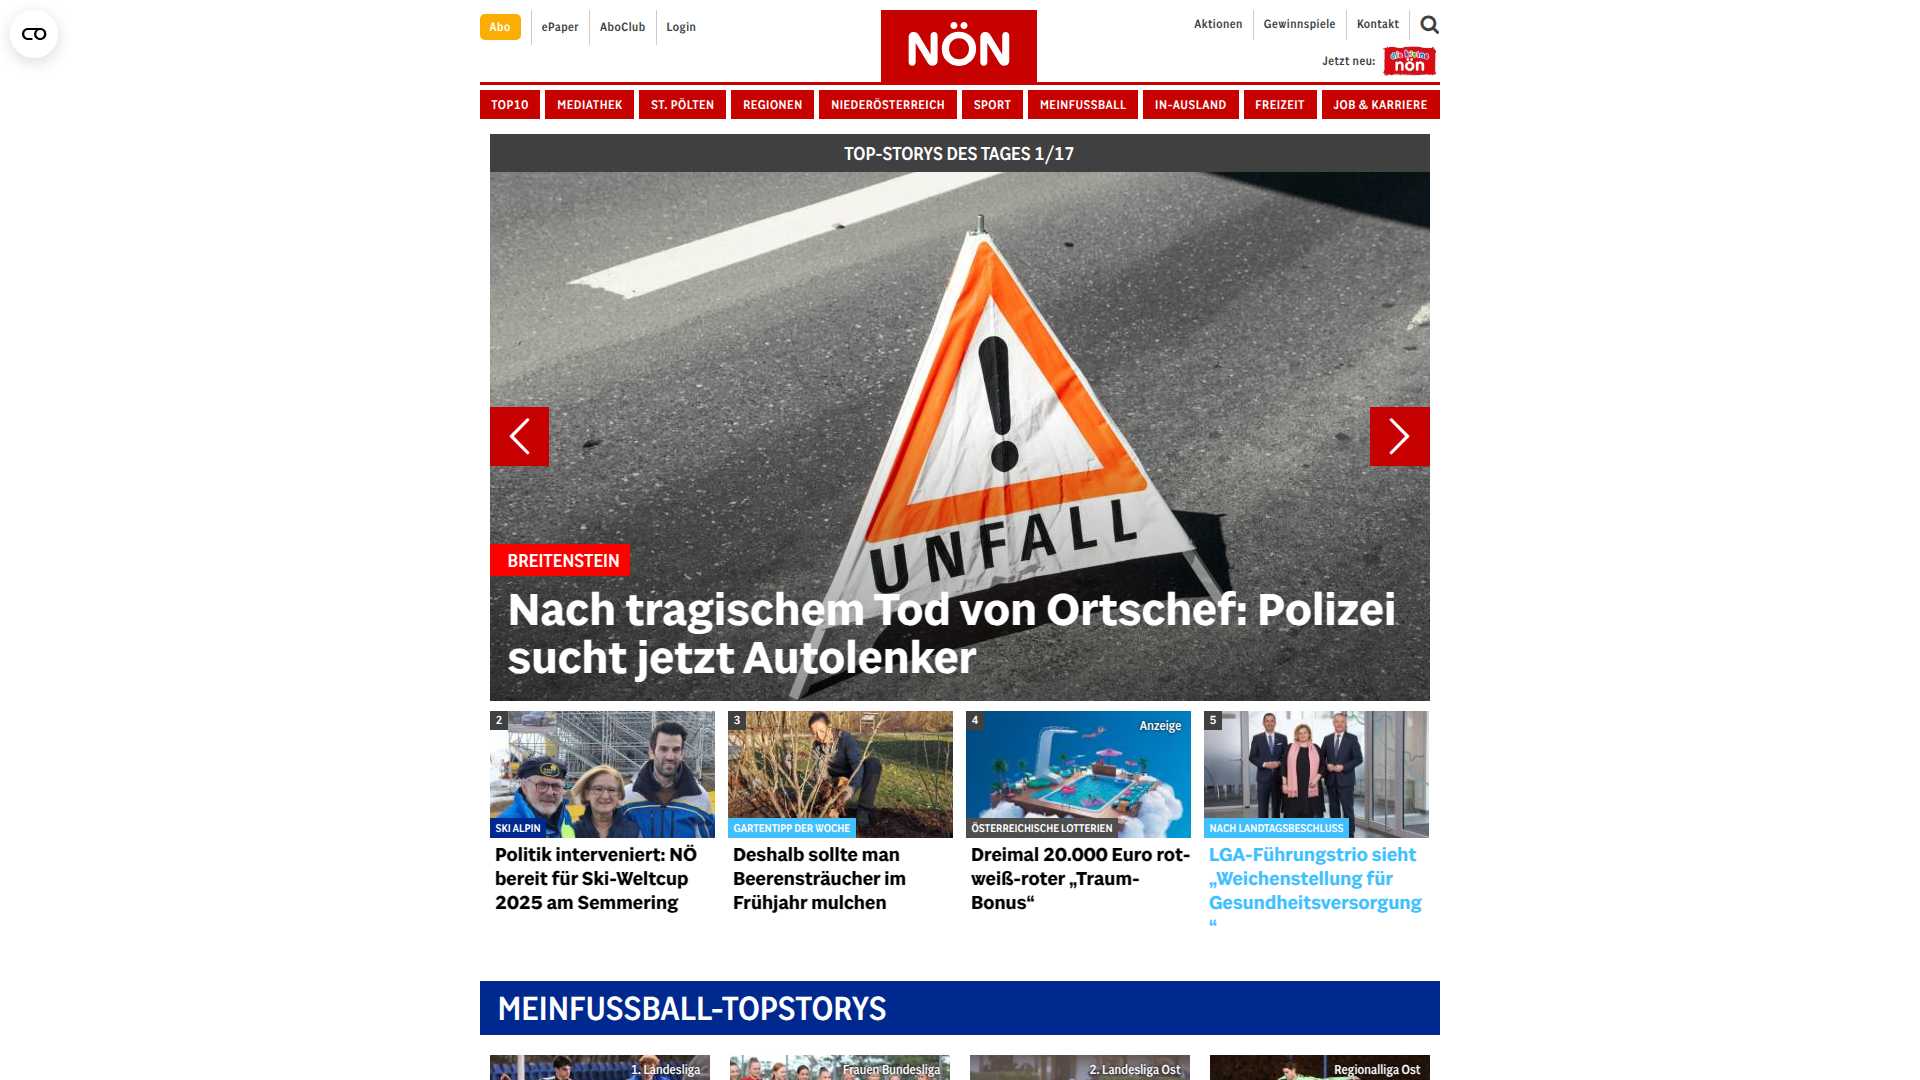 Abo
ePaper
AboClub
Login
NÖN
Aktionen
Gewinnspiele
Kontakt
Jetzt neu:
die kleine
nön
TOP10
MEDIATHEK
ST. PÖLTEN
REGIONEN
NIEDERÖSTERREICH
SPORT
MEINFUSSBALL
IN-AUSLAND
FREIZEIT
JOB & KARRIERE
TOP-STORYS DES TAGES 1/17
UNFALL
BREITENSTEIN
Nach tragischem Tod von Ortschef: Polizei
sucht jetzt Autolenker
2
SKI ALPIN
Politik interveniert: NÖ
bereit für Ski-Weltcup
2025 am Semmering
3
GARTENTIPP DER WOCHE
Deshalb sollte man
Beerensträucher im
Frühjahr mulchen
4
Anzeige
ÖSTERREICHISCHE LOTTERIEN
Dreimal 20.000 Euro rot-
weiß-roter „Traum-
Bonus“
5
NACH LANDTAGSBESCHLUSS
LGA-Führungstrio sieht
„Weichenstellung für
Gesundheitsversorgung
“
MEINFUSSBALL-TOPSTORYS
1. Landesliga
Frauen Bundesliga
2. Landesliga Ost
Regionalliga Ost